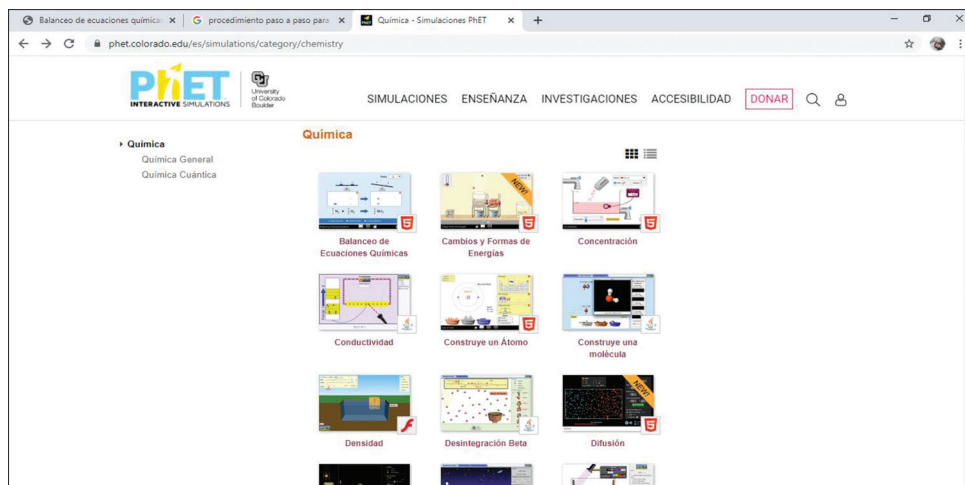 Balanceo de ecuaciones química
procedimiento paso a paso para
Química - Simulaciones PhET
phet.colorado.edu/es/simulations/category/chemistry
PhET
INTERACTIVE SIMULATIONS
University
of Colorado
Boulder
SIMULACIONES ENSEÑANZA INVESTIGACIONES ACCESIBILIDAD DONAR
Química
Química General
Química Cuántica
Química
NEW!
Balanceo de
Ecuaciones Químicas
Cambios y Formas de
Energías
Concentración
Conductividad
Construye un Átomo
Construye una
molécula
NEW!
Densidad
Desintegración Beta
Difusión